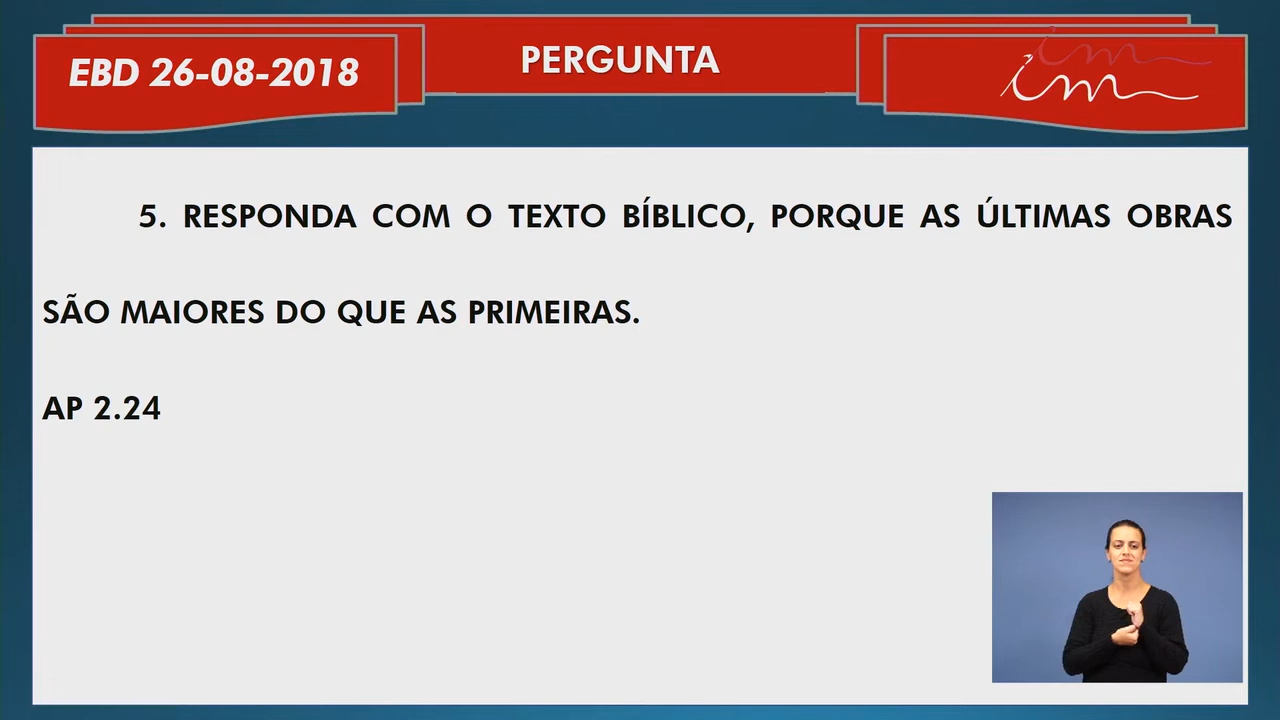 EBD 26-08-2018
PERGUNTA
im
5. RESPONDA COM O TEXTO BÍBLICO, PORQUE AS ÚLTIMAS OBRAS
SÃO MAIORES DO QUE AS PRIMEIRAS.
AP 2.24